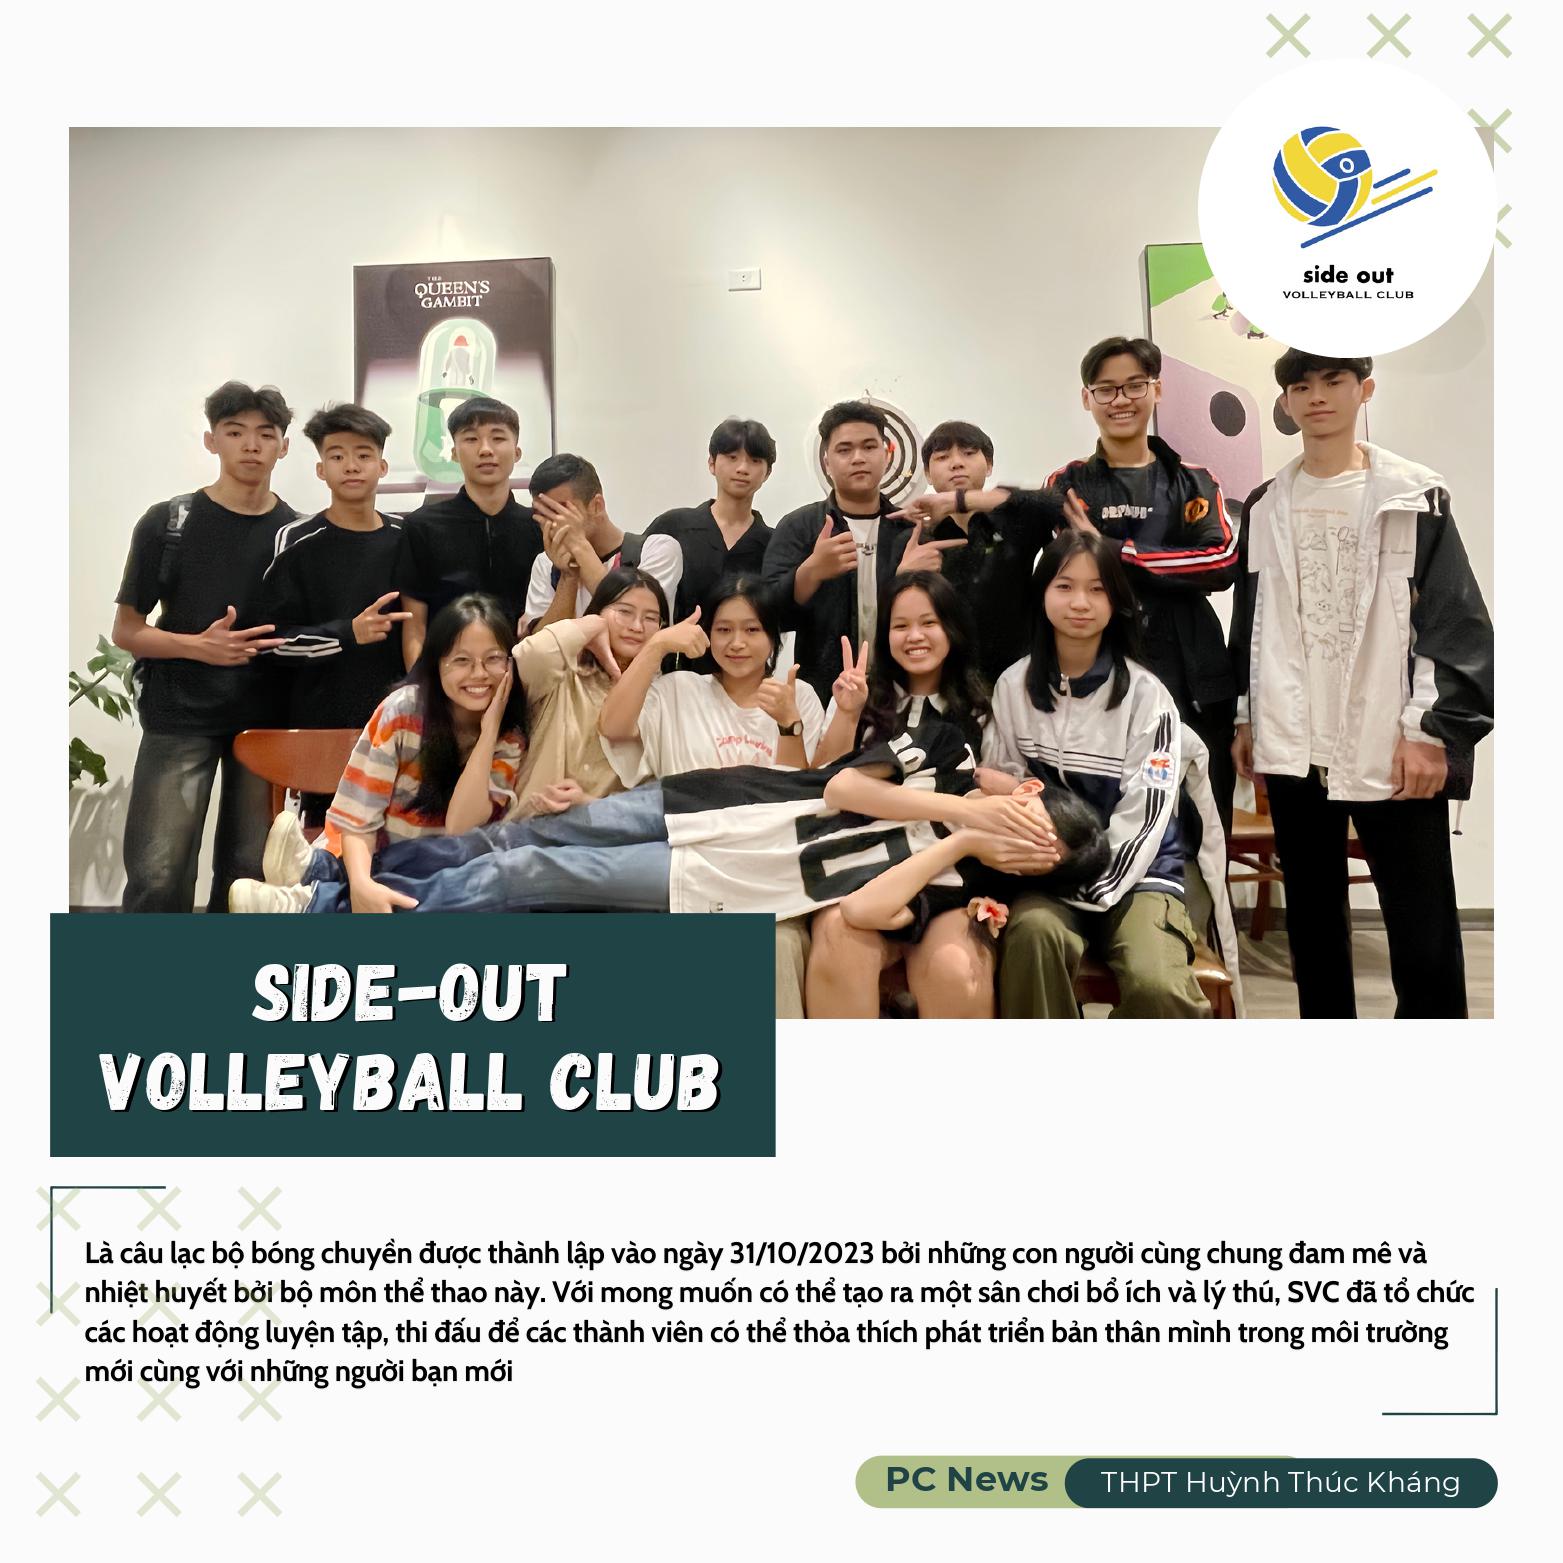 side out
VOLLEYBALL CLUB
THE
QUEEN'S
GAMBIT
SIDE-OUT
VOLLEYBALL CLUB
Là câu lạc bộ bóng chuyền được thành lập vào ngày 31/10/2023 bởi những con người cùng chung đam mê và
nhiệt huyết bởi bộ môn thể thao này. Với mong muốn có thể tạo ra một sân chơi bổ ích và lý thú, SVC đã tổ chức
các hoạt động luyện tập, thi đấu để các thành viên có thể thỏa thích phát triển bản thân mình trong môi trường
mới cùng với những người bạn mới
PC News
THPT Huỳnh Thúc Kháng